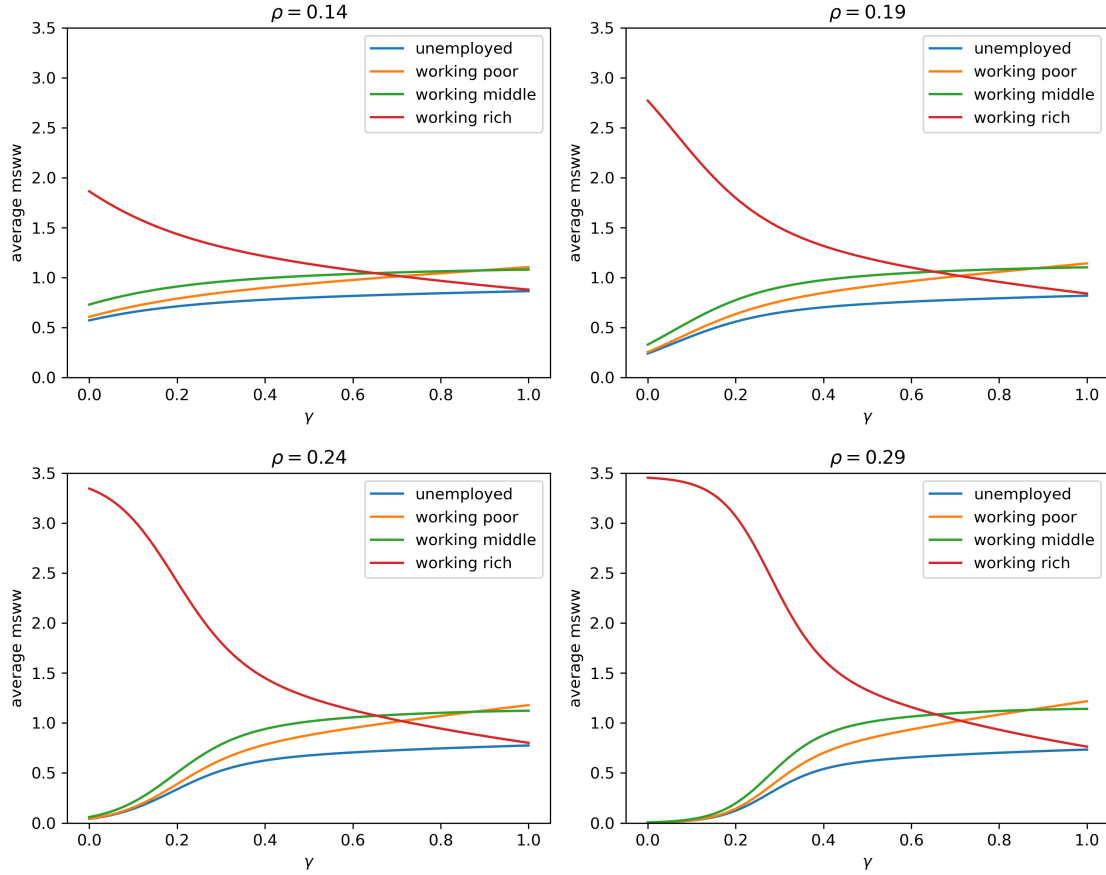 ρ = 0.14
average msww
3.5
3.0
2.5
2.0
1.5
1.0
0.5
0.0
unemployed
working poor
working middle
working rich
0.0 0.2 0.4 0.6 0.8 1.0
γ
ρ = 0.19
average msww
3.5
3.0
2.5
2.0
1.5
1.0
0.5
0.0
unemployed
working poor
working middle
working rich
0.0 0.2 0.4 0.6 0.8 1.0
γ
ρ = 0.24
average msww
3.5
3.0
2.5
2.0
1.5
1.0
0.5
0.0
unemployed
working poor
working middle
working rich
0.0 0.2 0.4 0.6 0.8 1.0
γ
ρ = 0.29
average msww
3.5
3.0
2.5
2.0
1.5
1.0
0.5
0.0
unemployed
working poor
working middle
working rich
0.0 0.2 0.4 0.6 0.8 1.0
γ